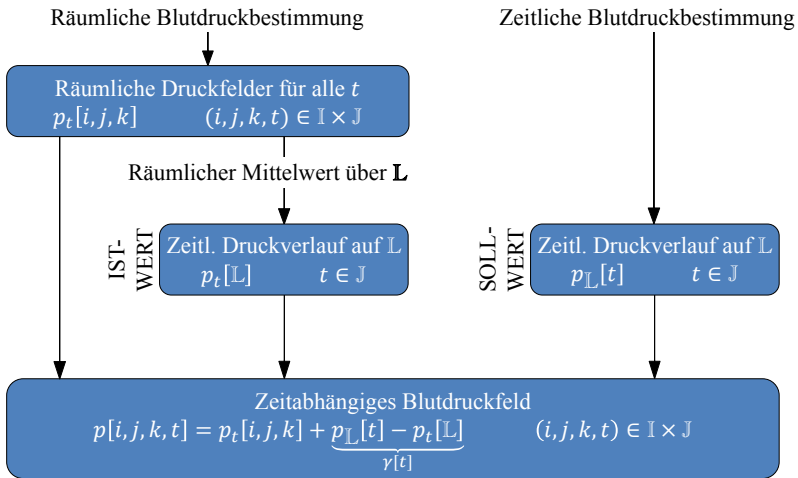 Räumliche Blutdruckbestimmung
Zeitliche Blutdruckbestimmung
Räumliche Druckfelder für alle t
p_t[i, j, k] (i, j, k, t) ∈ 𝕀 × 𝕁
Räumlicher Mittelwert über 𝕃
IST-
WERT
Zeitl. Druckverlauf auf 𝕃
p_t[𝕃] t ∈ 𝕁
SOLL-
WERT
Zeitl. Druckverlauf auf 𝕃
p_𝕃[t] t ∈ 𝕁
Zeitabhängiges Blutdruckfeld
p[i, j, k, t] = p_t[i, j, k] + p_𝕃[t] − p_t[𝕃] (i, j, k, t) ∈ 𝕀 × 𝕁
γ[t]